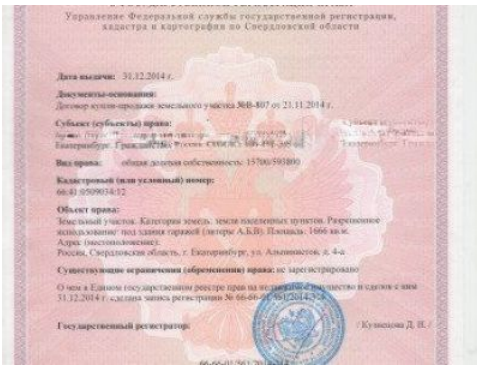 Управление Федеральной службы государственной регистрации,
кадастра и картографии по Свердловской области
Дата выдачи: 31.12.2014 г.
Документы-основания:
Договор купли-продажи земельного участка №В-807 от 21.11.2014 г.
Субъект (субъекты) права:
Екатеринбург. Гражданство: Россия. СНИЛС:
Вид права: общая долевая собственность: 15700/593800
Кадастровый (или условный) номер:
66:41:0509034:12
Объект права:
Земельный участок. Категория земель: земли населенных пунктов. Разрешенное
использование: под здания гаражей (литеры А,Б,В). Площадь: 1666 кв.м.
Адрес (местоположение):
Россия, Свердловская область, г. Екатеринбург, ул. Альпинистов, д. 4-а
Существующие ограничения (обременения) права: не зарегистрировано
О чем в Едином государственном реестре прав на недвижимое имущество и сделок с ним
31.12.2014 г. сделана запись регистрации №
Государственный регистратор: / Кузнецова Д. Н. /